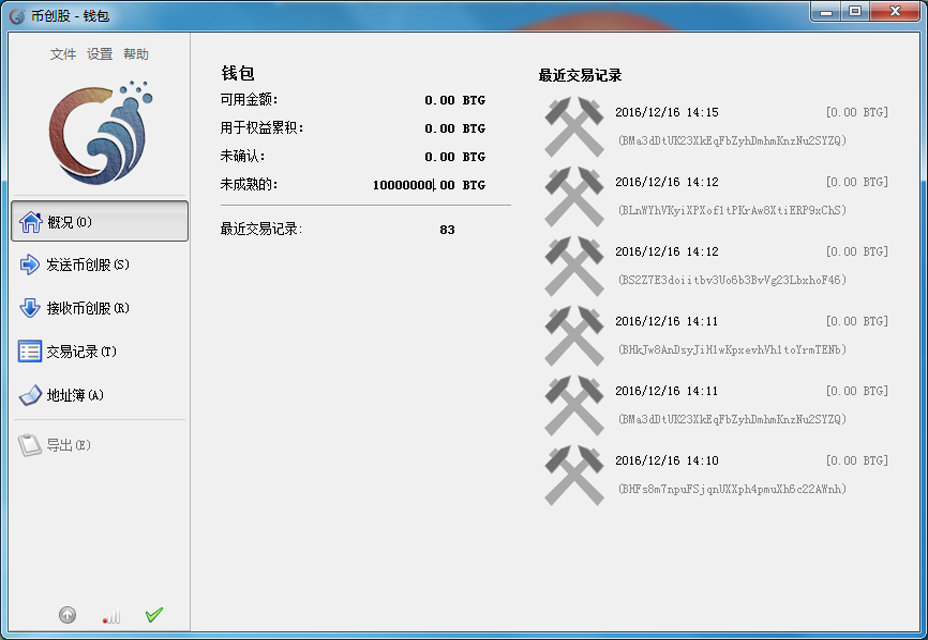 币创股 - 钱包
文件 设置 帮助
概况(O)
发送币创股(S)
接收币创股(R)
交易记录(T)
地址簿(A)
导出(E)
钱包
可用金额: 0.00 BTG
用于权益累积: 0.00 BTG
未确认: 0.00 BTG
未成熟的: 10000000.00 BTG
最近交易记录: 83
最近交易记录
2016/12/16 14:15 [0.00 BTG]
(BMa3dDtUK23XkEqFbZyhDmhmKnzNu2SYZQ)
2016/12/16 14:12 [0.00 BTG]
(BLnWYhVKyiXPXof1tPKrAw8XtiERP9xChS)
2016/12/16 14:12 [0.00 BTG]
(BS2Z7E3doiitbv3Uo6b3BvVg23LbxhoF46)
2016/12/16 14:11 [0.00 BTG]
(BHkJw8AnDsyJiH1wKpxevhVh1toYrmTENb)
2016/12/16 14:11 [0.00 BTG]
(BMa3dDtUK23XkEqFbZyhDmhmKnzNu2SYZQ)
2016/12/16 14:10 [0.00 BTG]
(BHFs8m7npuFSjqnUXXph4pmuXh6c22AWnh)